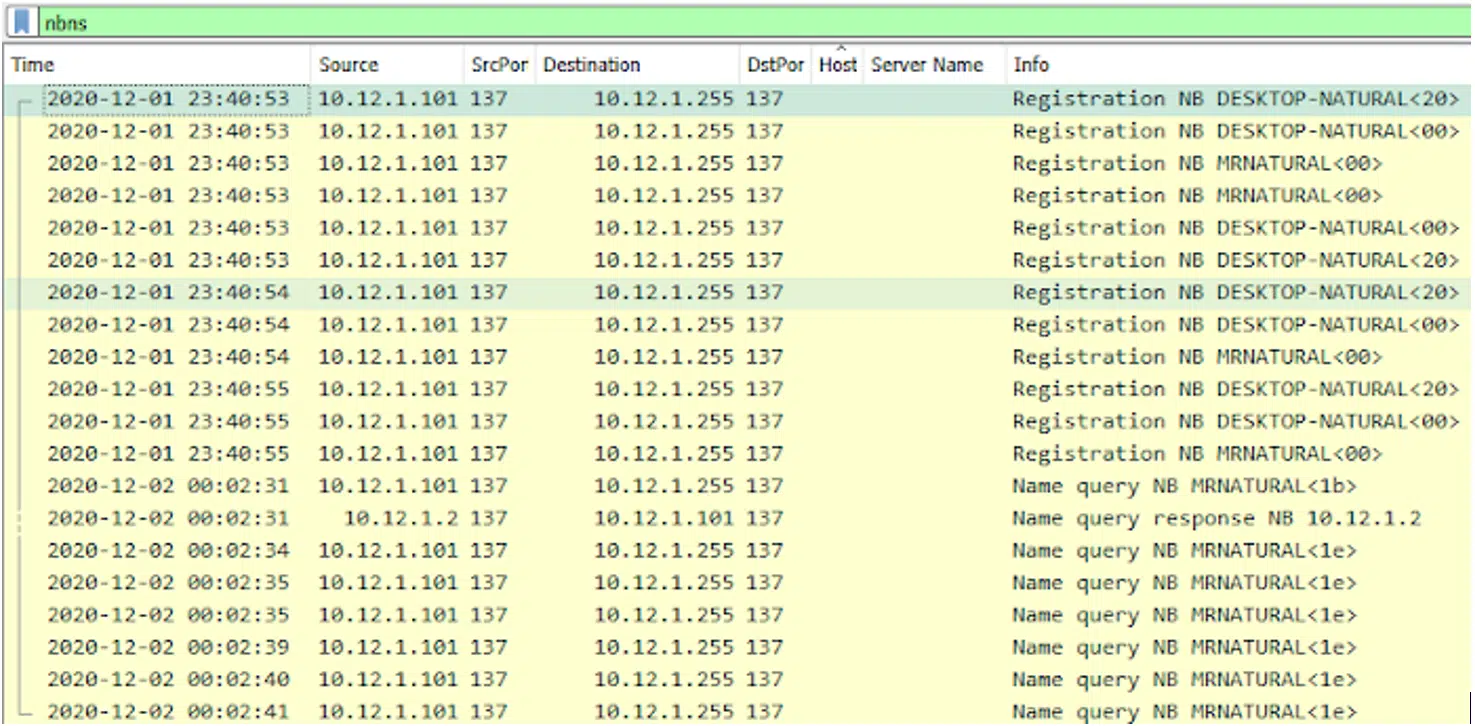 nbns
Time Source SrcPor Destination DstPor Host Server Name Info
2020-12-01 23:40:53 10.12.1.101 137 10.12.1.255 137 Registration NB DESKTOP-NATURAL<20>
2020-12-01 23:40:53 10.12.1.101 137 10.12.1.255 137 Registration NB DESKTOP-NATURAL<00>
2020-12-01 23:40:53 10.12.1.101 137 10.12.1.255 137 Registration NB MRNATURAL<00>
2020-12-01 23:40:53 10.12.1.101 137 10.12.1.255 137 Registration NB MRNATURAL<00>
2020-12-01 23:40:53 10.12.1.101 137 10.12.1.255 137 Registration NB DESKTOP-NATURAL<00>
2020-12-01 23:40:53 10.12.1.101 137 10.12.1.255 137 Registration NB DESKTOP-NATURAL<20>
2020-12-01 23:40:54 10.12.1.101 137 10.12.1.255 137 Registration NB DESKTOP-NATURAL<20>
2020-12-01 23:40:54 10.12.1.101 137 10.12.1.255 137 Registration NB DESKTOP-NATURAL<00>
2020-12-01 23:40:54 10.12.1.101 137 10.12.1.255 137 Registration NB MRNATURAL<00>
2020-12-01 23:40:55 10.12.1.101 137 10.12.1.255 137 Registration NB DESKTOP-NATURAL<20>
2020-12-01 23:40:55 10.12.1.101 137 10.12.1.255 137 Registration NB DESKTOP-NATURAL<00>
2020-12-01 23:40:55 10.12.1.101 137 10.12.1.255 137 Registration NB MRNATURAL<00>
2020-12-02 00:02:31 10.12.1.101 137 10.12.1.255 137 Name query NB MRNATURAL<1b>
2020-12-02 00:02:31 10.12.1.2 137 10.12.1.101 137 Name query response NB 10.12.1.2
2020-12-02 00:02:34 10.12.1.101 137 10.12.1.255 137 Name query NB MRNATURAL<1e>
2020-12-02 00:02:35 10.12.1.101 137 10.12.1.255 137 Name query NB MRNATURAL<1e>
2020-12-02 00:02:35 10.12.1.101 137 10.12.1.255 137 Name query NB MRNATURAL<1e>
2020-12-02 00:02:39 10.12.1.101 137 10.12.1.255 137 Name query NB MRNATURAL<1e>
2020-12-02 00:02:40 10.12.1.101 137 10.12.1.255 137 Name query NB MRNATURAL<1e>
2020-12-02 00:02:41 10.12.1.101 137 10.12.1.255 137 Name query NB MRNATURAL<1e>